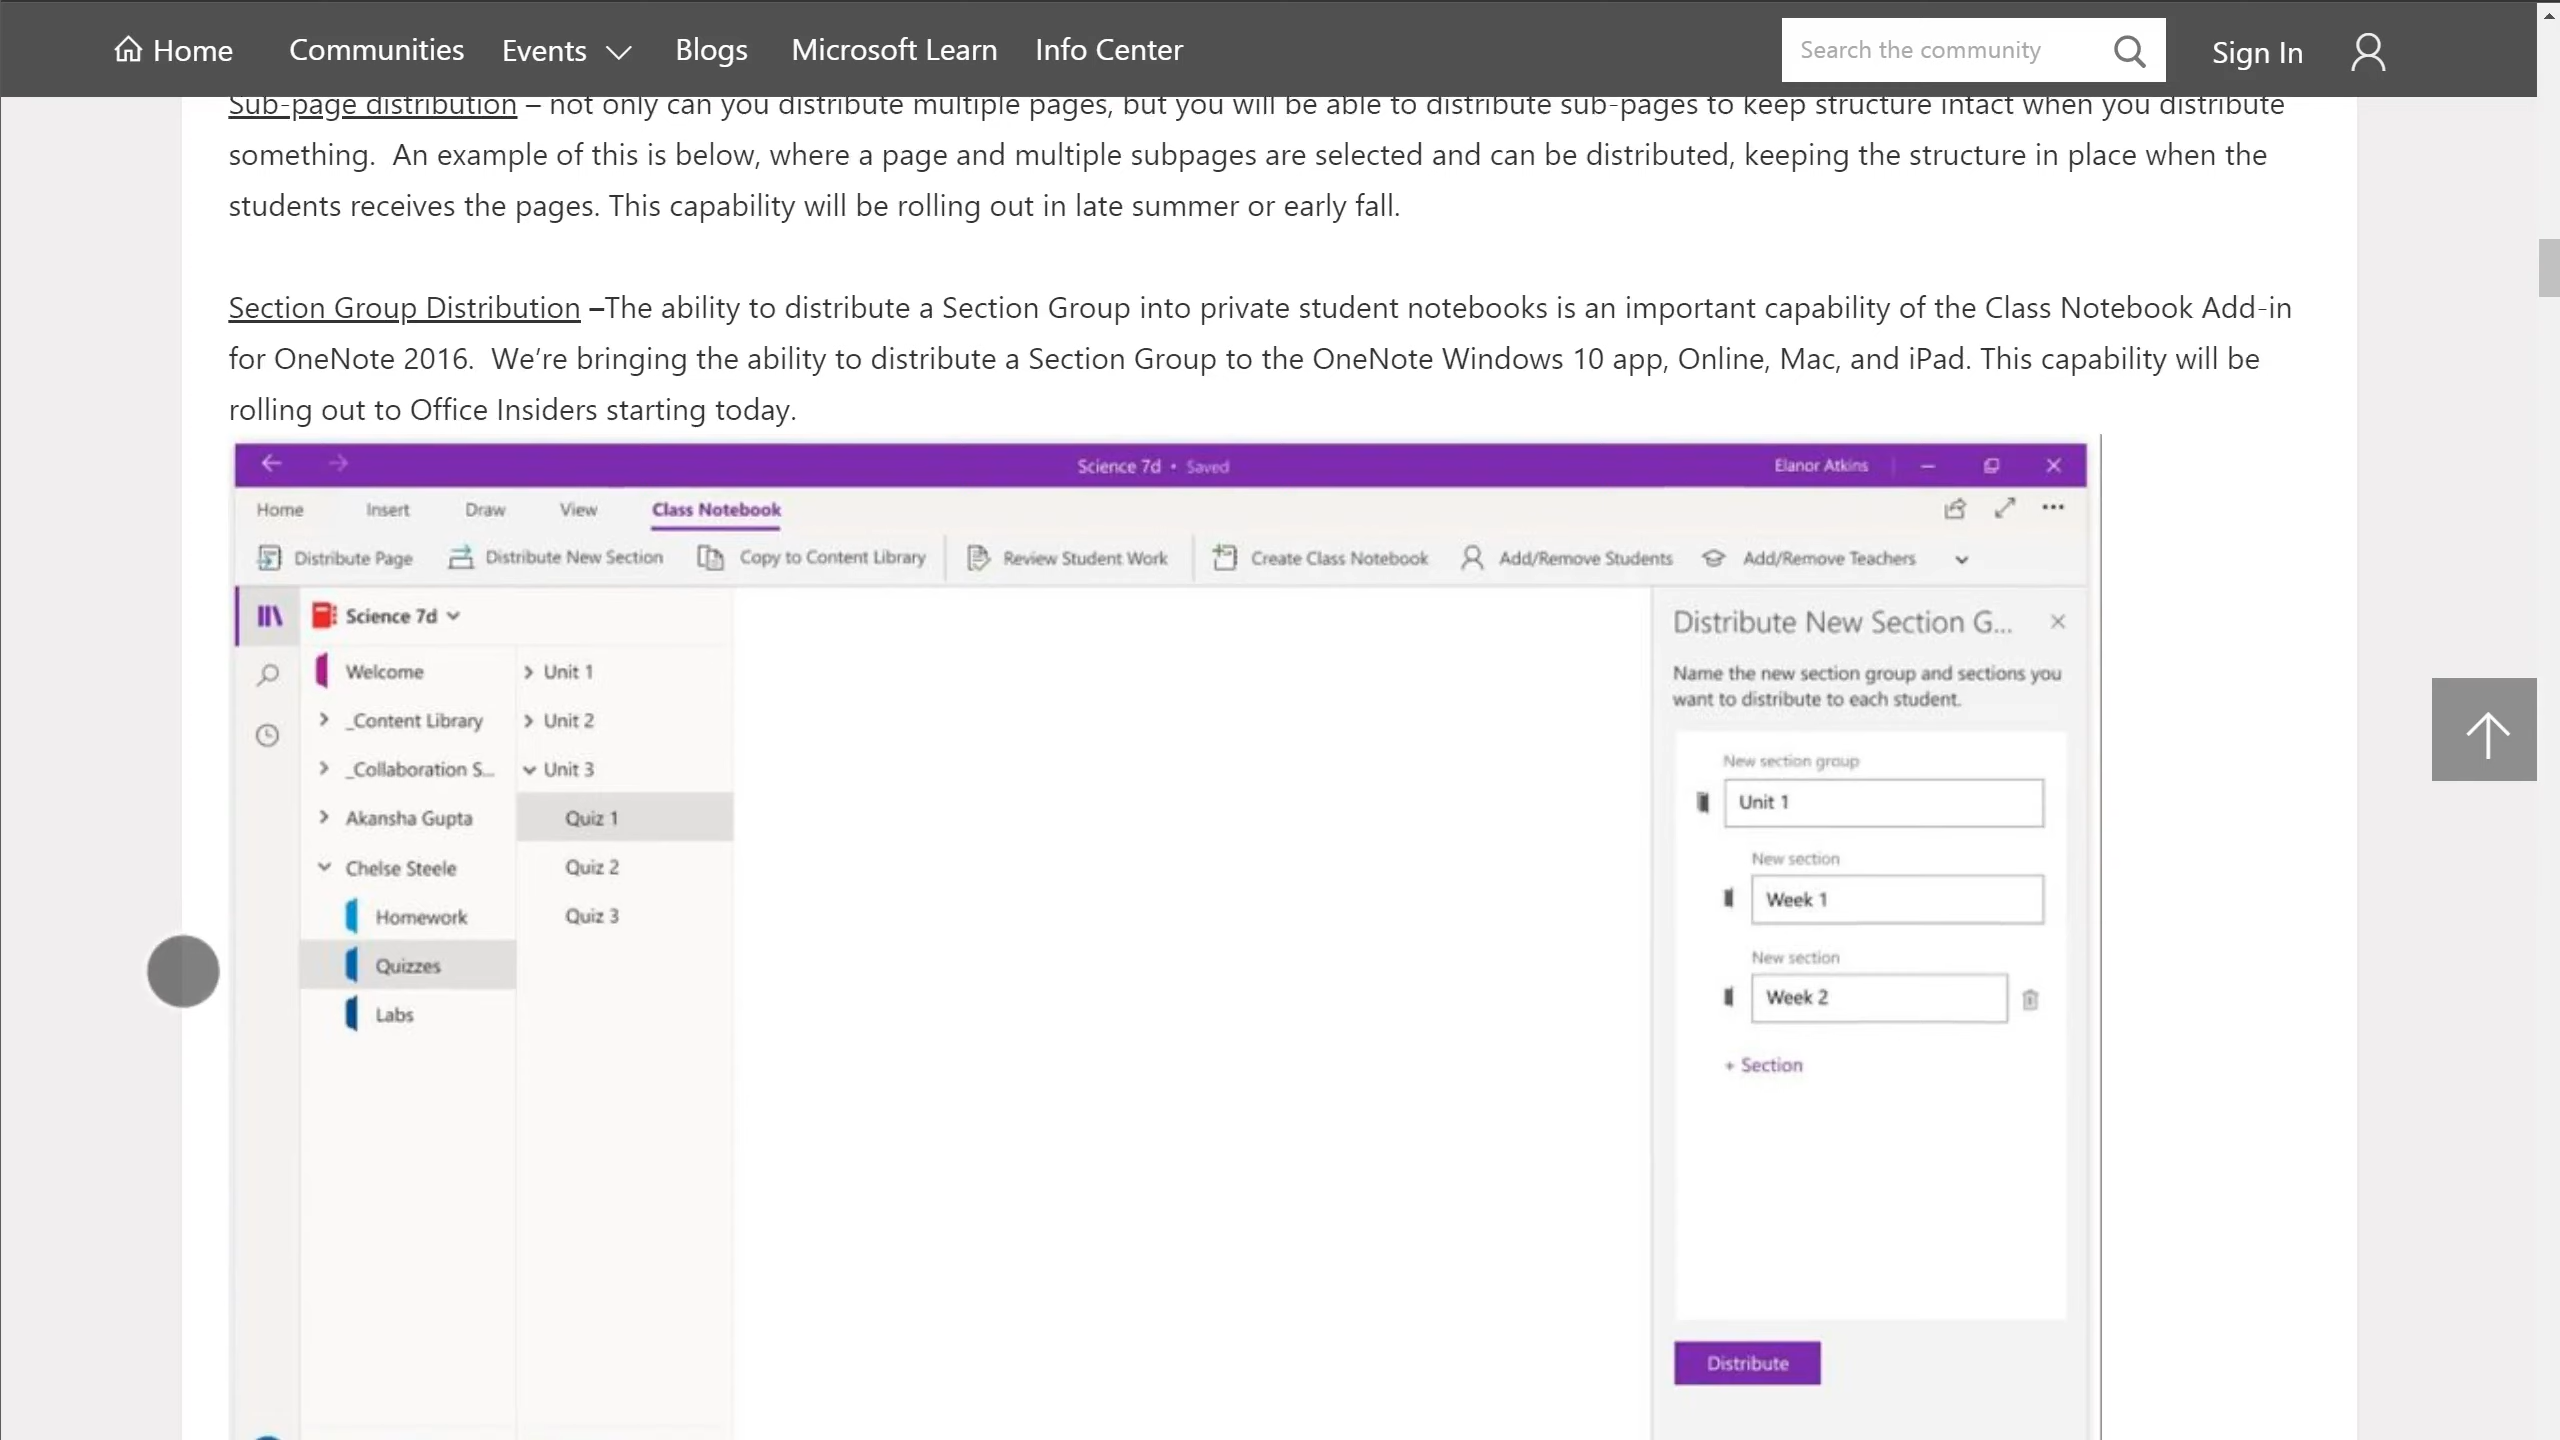 Home Communities Events Blogs Microsoft Learn Info Center Search the community Sign In
Sub-page distribution – not only can you distribute multiple pages, but you will be able to distribute sub-pages to keep structure intact when you distribute
something.  An example of this is below, where a page and multiple subpages are selected and can be distributed, keeping the structure in place when the
students receives the pages. This capability will be rolling out in late summer or early fall.
Section Group Distribution –The ability to distribute a Section Group into private student notebooks is an important capability of the Class Notebook Add-in
for OneNote 2016.  We’re bringing the ability to distribute a Section Group to the OneNote Windows 10 app, Online, Mac, and iPad. This capability will be
rolling out to Office Insiders starting today.
Science 7d • Saved Elanor Atkins
Home Insert Draw View Class Notebook
Distribute Page Distribute New Section Copy to Content Library Review Student Work Create Class Notebook Add/Remove Students Add/Remove Teachers
Science 7d
Welcome
_Content Library
_Collaboration S...
Akansha Gupta
Chelse Steele
Homework
Quizzes
Labs
Unit 1
Unit 2
Unit 3
Quiz 1
Quiz 2
Quiz 3
Distribute New Section G...
Name the new section group and sections you
want to distribute to each student.
New section group
Unit 1
New section
Week 1
New section
Week 2
+ Section
Distribute